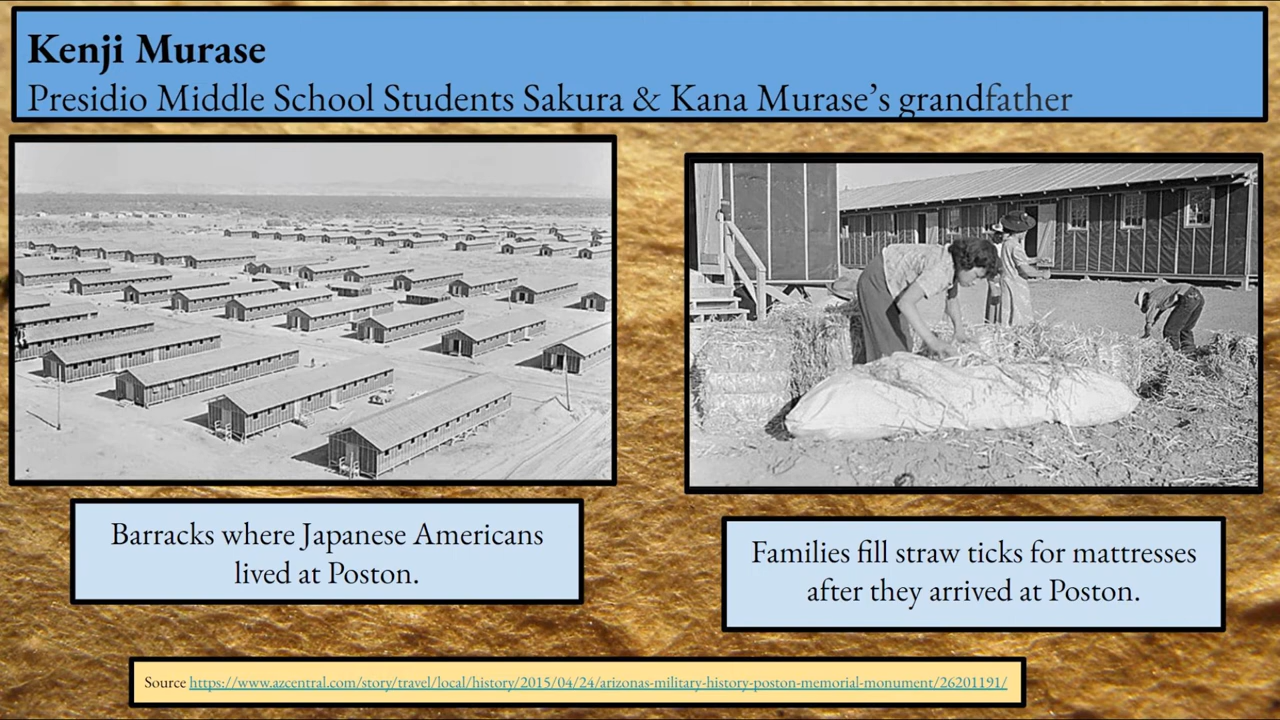 Kenji Murase
Presidio Middle School Students Sakura & Kana Murase’s grandfather
Barracks where Japanese Americans
lived at Poston.
Families fill straw ticks for mattresses
after they arrived at Poston.
Source https://www.azcentral.com/story/travel/local/history/2015/04/24/arizonas-military-history-poston-memorial-monument/26201191/